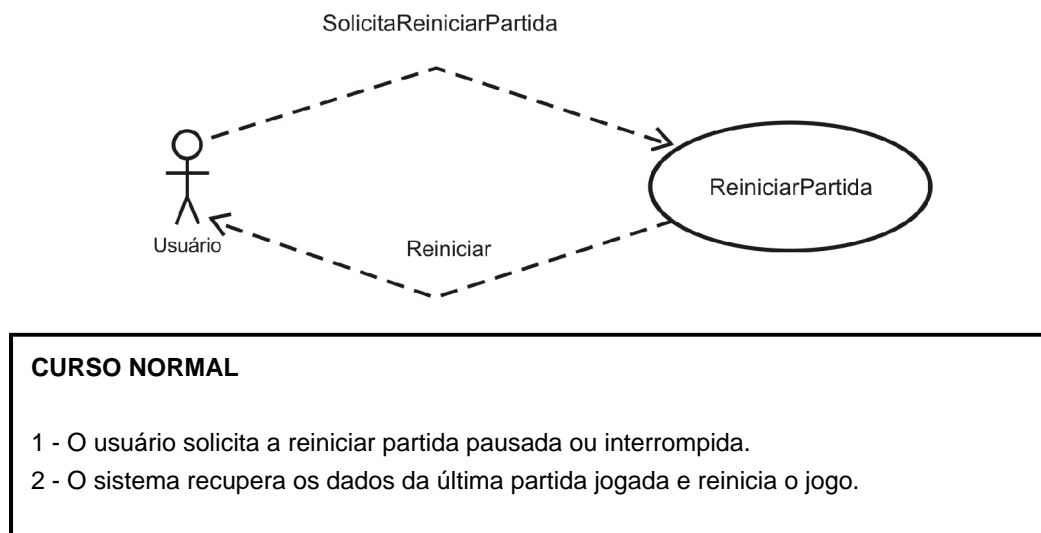 SolicitaReiniciarPartida
ReiniciarPartida
Usuário
Reiniciar
CURSO NORMAL
1 - O usuário solicita a reiniciar partida pausada ou interrompida.
2 - O sistema recupera os dados da última partida jogada e reinicia o jogo.